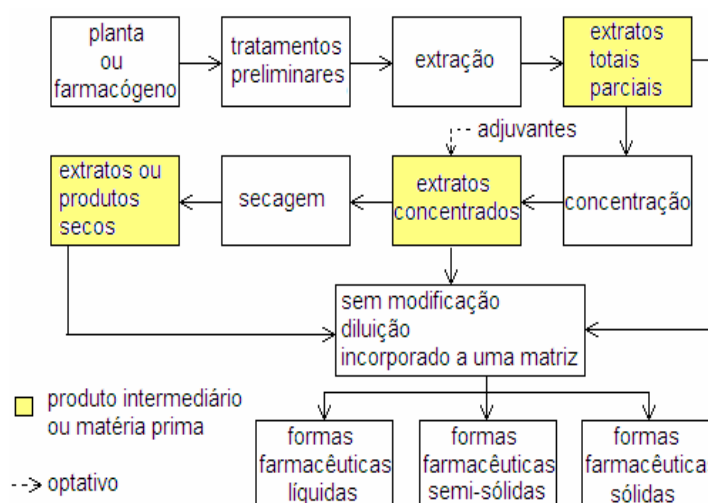 planta
ou
farmacógeno
tratamentos
preliminares
extração
extratos
totais
parciais
adjuvantes
extratos ou
produtos
secos
secagem
extratos
concentrados
concentração
sem modificação
diluição
incorporado a uma matriz
produto intermediário
ou matéria prima
optativo
formas
farmacêuticas
líquidas
formas
farmacêuticas
semi-sólidas
formas
farmacêuticas
sólidas